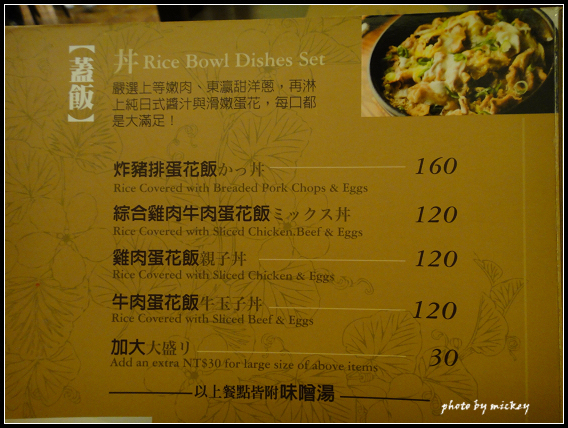 【蓋飯】
丼 Rice Bowl Dishes Set
嚴選上等嫩肉、東瀛甜洋蔥，再淋
上純日式醬汁與滑嫩蛋花，每口都
是大滿足！
炸豬排蛋花飯かっ丼 160
Rice Covered with Breaded Pork Chops & Eggs
綜合雞肉牛肉蛋花飯ミックス丼 120
Rice Covered with Sliced Chicken.Beef & Eggs
雞肉蛋花飯親子丼 120
Rice Covered with Sliced Chicken & Eggs
牛肉蛋花飯牛玉子丼 120
Rice Covered with Sliced Beef & Eggs
加大大盛リ 30
Add an extra NT$30 for large size of above items
以上餐點皆附味噌湯
photo by mickey